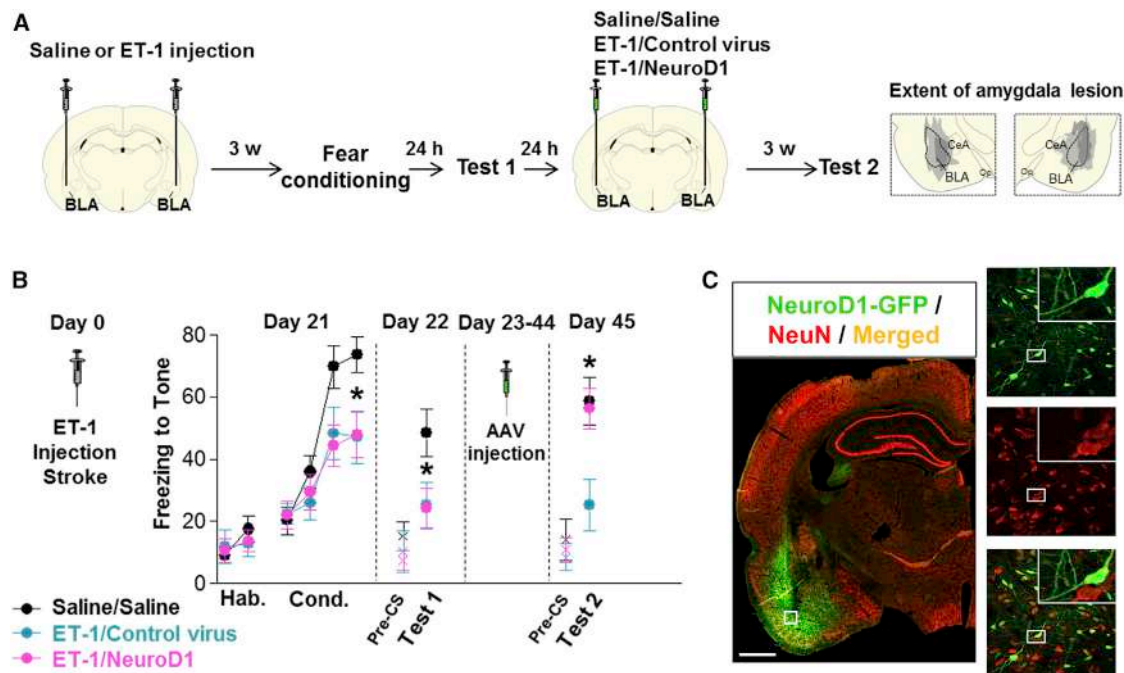 A
Saline or ET-1 injection
BLA
BLA
3 w
Fear
conditioning
24 h
Test 1
24 h
Saline/Saline
ET-1/Control virus
ET-1/NeuroD1
BLA
BLA
3 w
Test 2
Extent of amygdala lesion
CeA
BLA
CeA
BLA
B
Day 0
ET-1
Injection
Stroke
Day 21
Day 22
Day 23-44
Day 45
Freezing to Tone
80
60
40
20
0
*
*
*
AAV
injection
Hab.
Cond.
Pre-CS
Test 1
Pre-CS
Test 2
Saline/Saline
ET-1/Control virus
ET-1/NeuroD1
C
NeuroD1-GFP /
NeuN / Merged